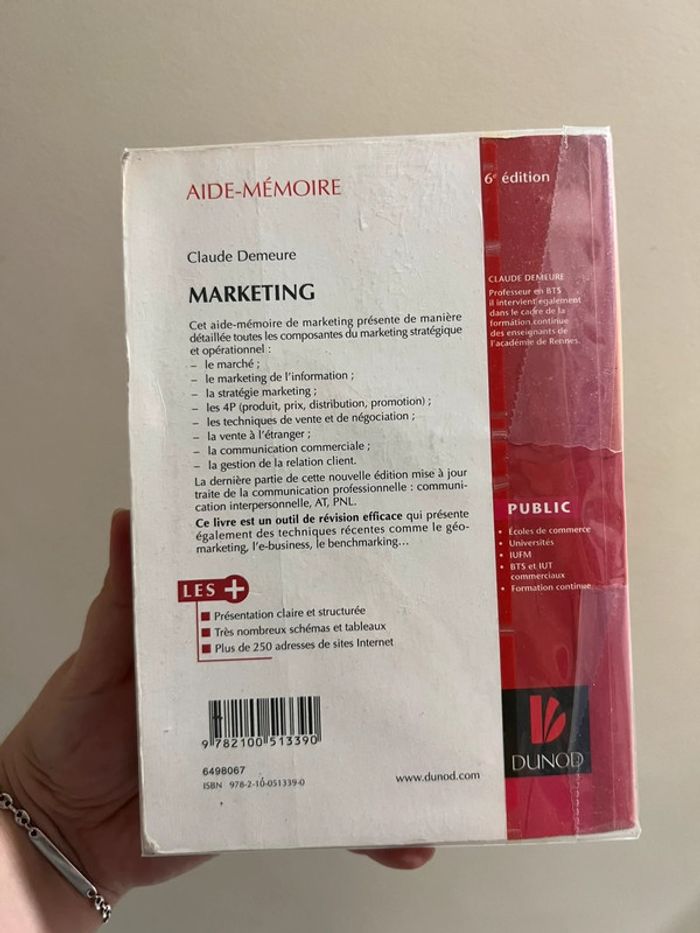 AIDE-MÉMOIRE
Claude Demeure
MARKETING
Cet aide-mémoire de marketing présente de manière
détaillée toutes les composantes du marketing stratégique
et opérationnel :
– le marché ;
– le marketing de l'information ;
– la stratégie marketing ;
– les 4P (produit, prix, distribution, promotion) ;
– les techniques de vente et de négociation ;
– la vente à l'étranger ;
– la communication commerciale ;
– la gestion de la relation client.
La dernière partie de cette nouvelle édition mise à jour
traite de la communication professionnelle : communi-
cation interpersonnelle, AT, PNL.
Ce livre est un outil de révision efficace qui présente
également des techniques récentes comme le géo-
marketing, l'e-business, le benchmarking...
LES +
Présentation claire et structurée
Très nombreux schémas et tableaux
Plus de 250 adresses de sites Internet
9 782100 513390
6498067
ISBN 978-2-10-051339-0
www.dunod.com
6e édition
CLAUDE DEMEURE
Professeur en BTS
il intervient également
dans le cadre de la
formation continue
des enseignants de
l'académie de Rennes.
PUBLIC
• Écoles de commerce
• Universités
• IUFM
• BTS et IUT
commerciaux
• Formation continue
DUNOD